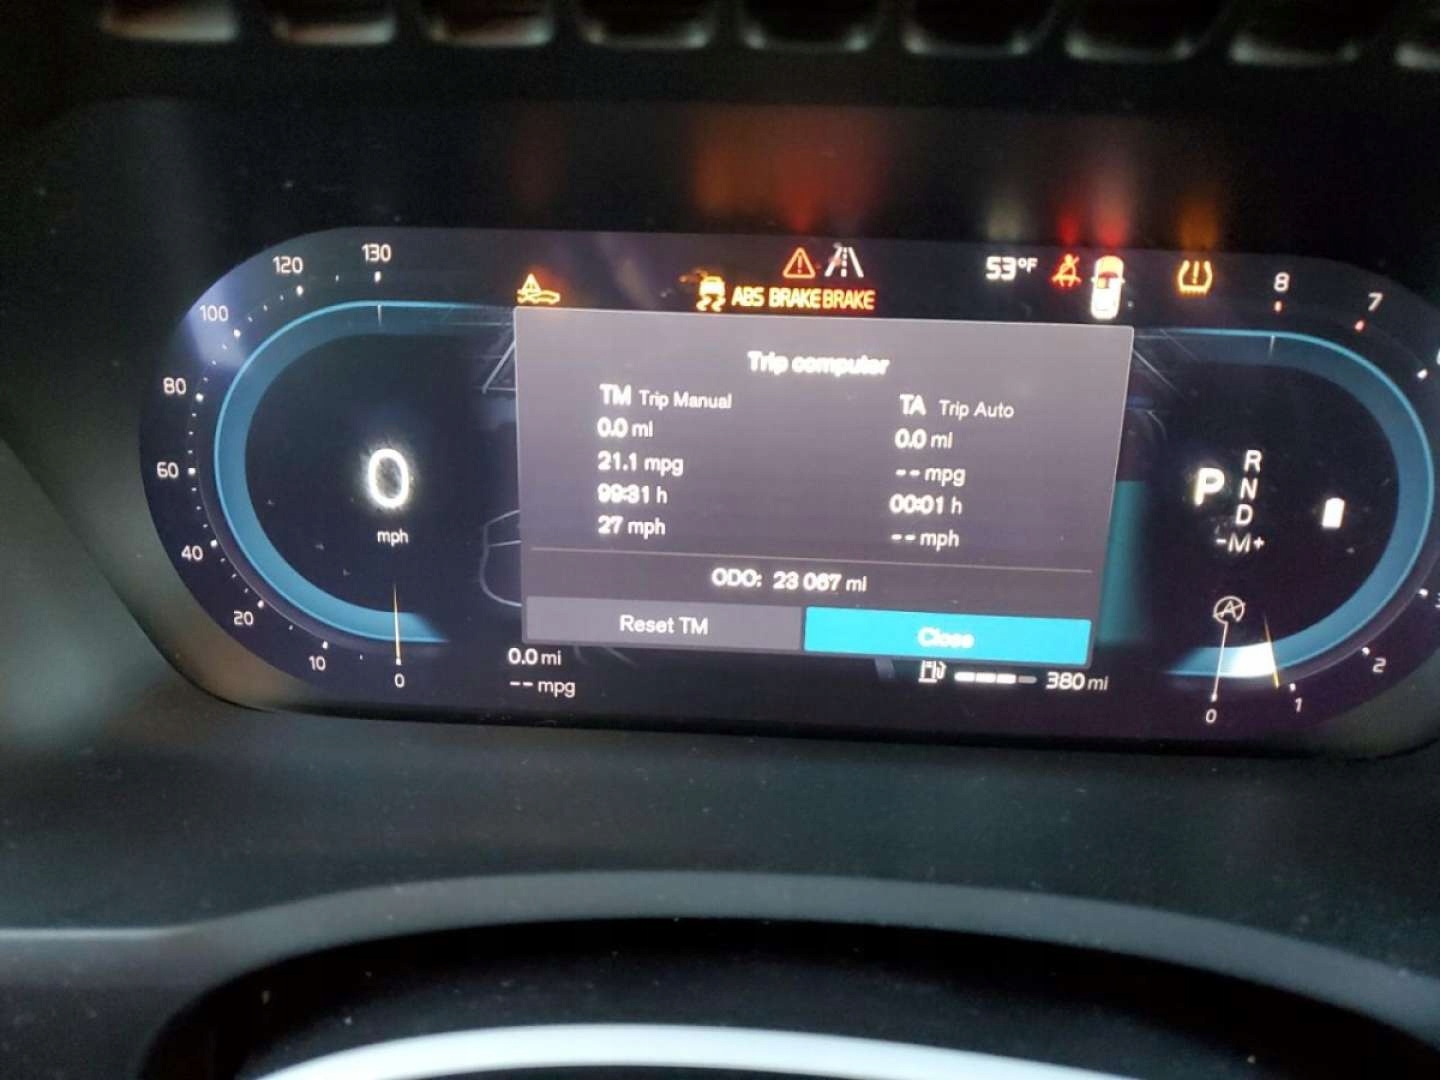 130
120
100
80
60
40
20
10
0
0
mph
ABS BRAKE BRAKE
53°F
8
7
Trip computer
TM Trip Manual
0.0 mi
21.1 mpg
99:31 h
27 mph
TA Trip Auto
0.0 mi
-- mpg
00:01 h
-- mph
ODO: 23 067 mi
Reset TM
Close
0.0 mi
-- mpg
380 mi
P
R
N
D
-M+
A
2
1
0